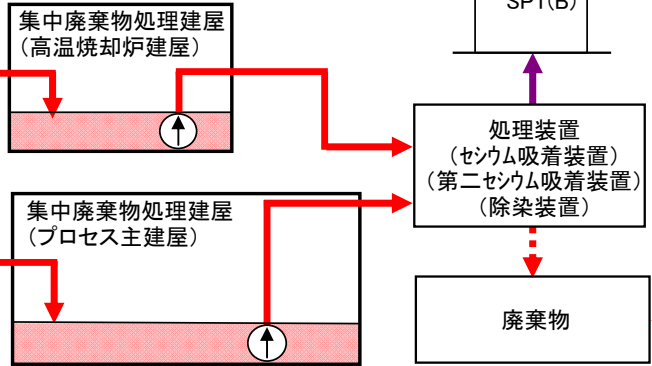 SPT(B)
集中廃棄物処理建屋
(高温焼却炉建屋)
処理装置
(セシウム吸着装置)
(第二セシウム吸着装置)
(除染装置)
集中廃棄物処理建屋
(プロセス主建屋)
廃棄物